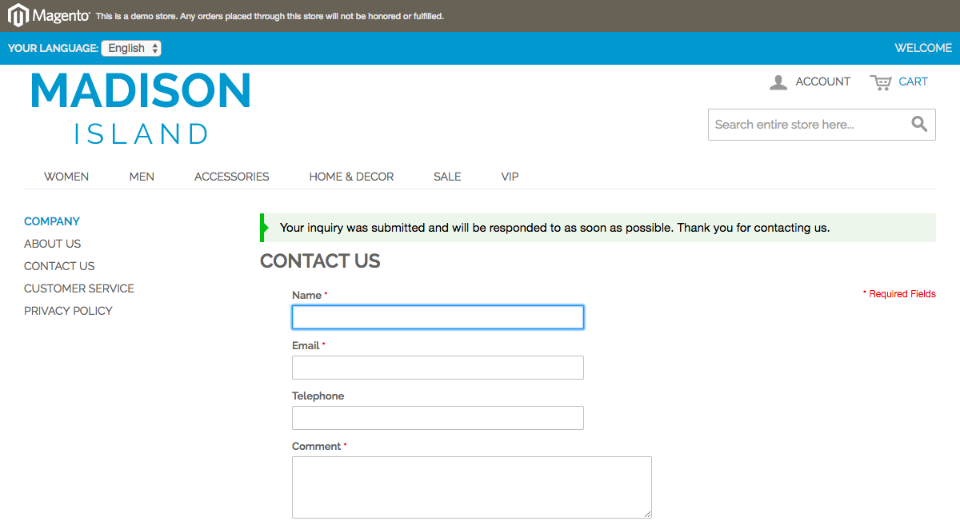 Magento® This is a demo store. Any orders placed through this store will not be honored or fulfilled.
YOUR LANGUAGE: English WELCOME
MADISON
ISLAND
ACCOUNT CART
Search entire store here...
WOMEN MEN ACCESSORIES HOME & DECOR SALE VIP
COMPANY
ABOUT US
CONTACT US
CUSTOMER SERVICE
PRIVACY POLICY
Your inquiry was submitted and will be responded to as soon as possible. Thank you for contacting us.
CONTACT US
* Required Fields
Name *
Email *
Telephone
Comment *